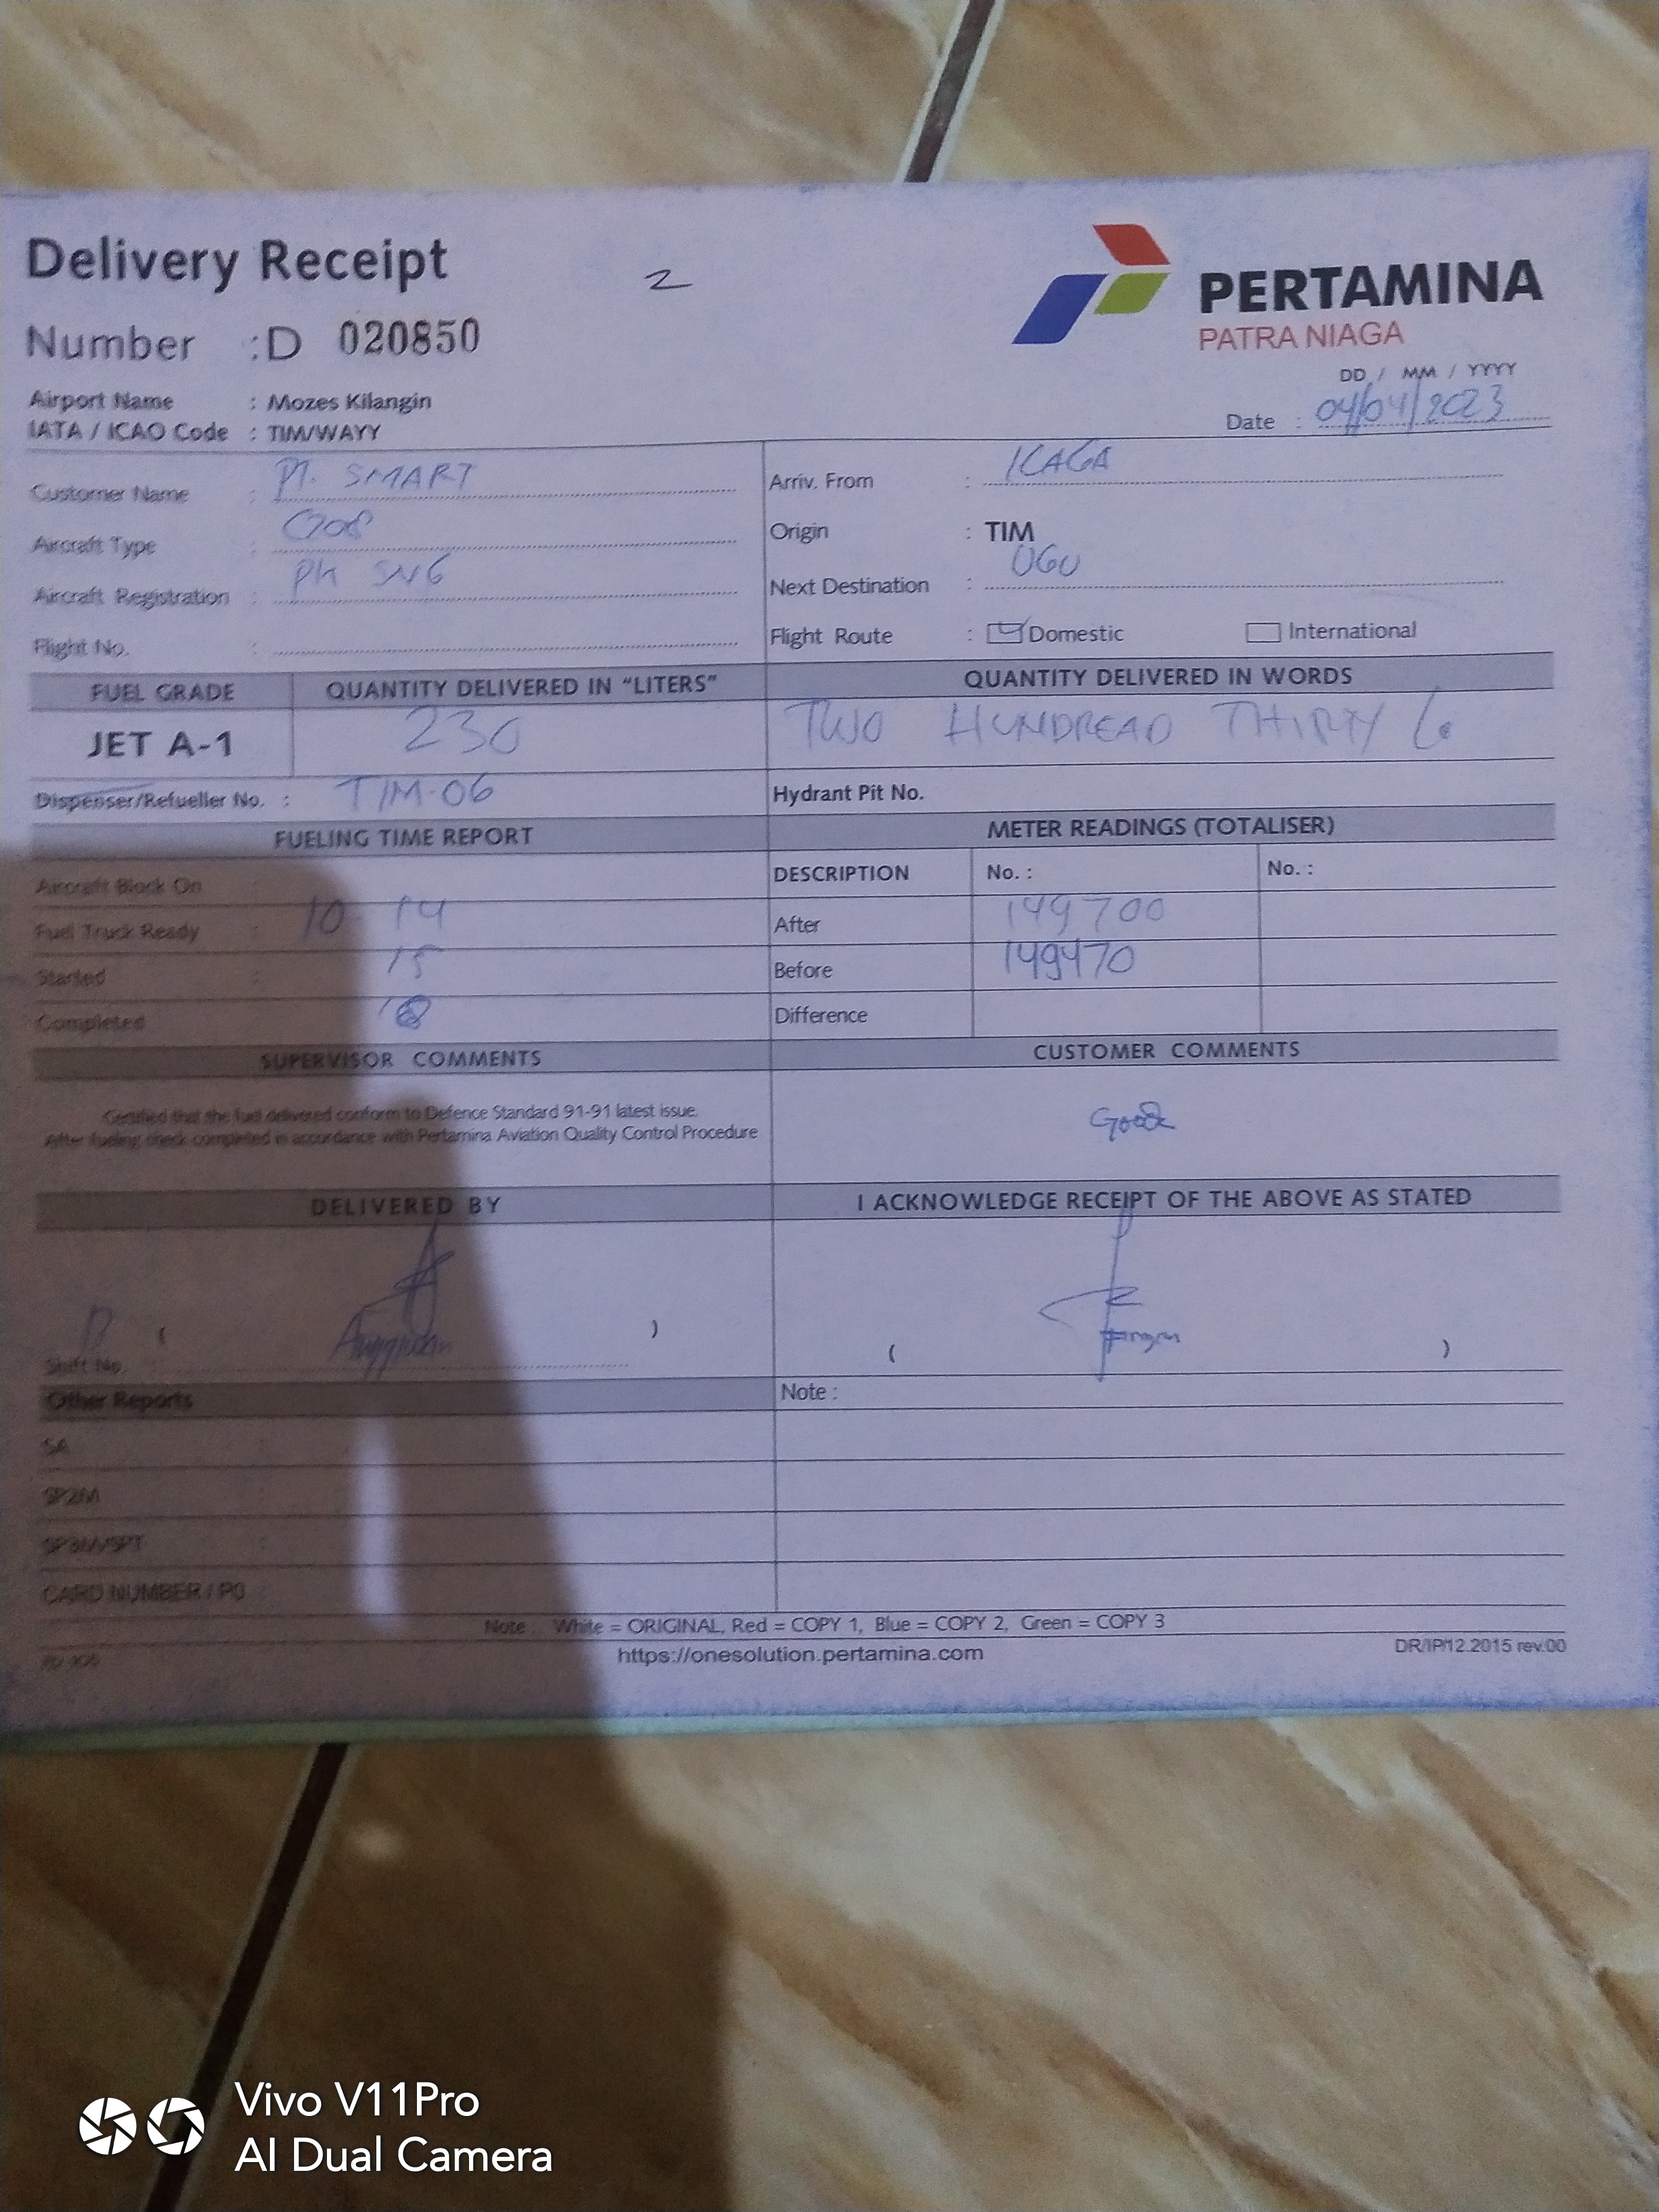 Delivery Receipt
2
PERTAMINA
PATRA NIAGA
Number :D 020850
DD / MM / YYYY
Airport Name : Mozes Kilangin
Date : 04/04/2023
IATA / ICAO Code : TIM/WAYY
Customer Name : PT. SMART
Arriv. From : ILAGA
Aircraft Type : C208
Origin : TIM
Aircraft Registration : PK SNG
Next Destination : UGU
Flight No. :
Flight Route : Domestic International
FUEL GRADE QUANTITY DELIVERED IN "LITERS" QUANTITY DELIVERED IN WORDS
JET A-1 230 TWO HUNDREAD THIRTY
Dispenser/Refueller No. : TIM-06
Hydrant Pit No.
FUELING TIME REPORT
METER READINGS (TOTALISER)
Aircraft Block On :
DESCRIPTION No. : No. :
Fuel Truck Ready : 10 - 14
After 149700
Started : 15
Before 149470
Completed :
Difference
SUPERVISOR COMMENTS
CUSTOMER COMMENTS
Certified that the fuel delivered conform to Defence Standard 91-91 latest issue.
After fueling check completed in accordance with Pertamina Aviation Quality Control Procedure
Good
DELIVERED BY
I ACKNOWLEDGE RECEIPT OF THE ABOVE AS STATED
Shift No. ( )
( )
Other Reports
Note :
SA :
SP2M :
SP3M/SPT :
CARD NUMBER / PO :
Note : White = ORIGINAL, Red = COPY 1, Blue = COPY 2, Green = COPY 3
https://onesolution.pertamina.com
DR/IP/12.2015 rev.00
Vivo V11Pro
AI Dual Camera